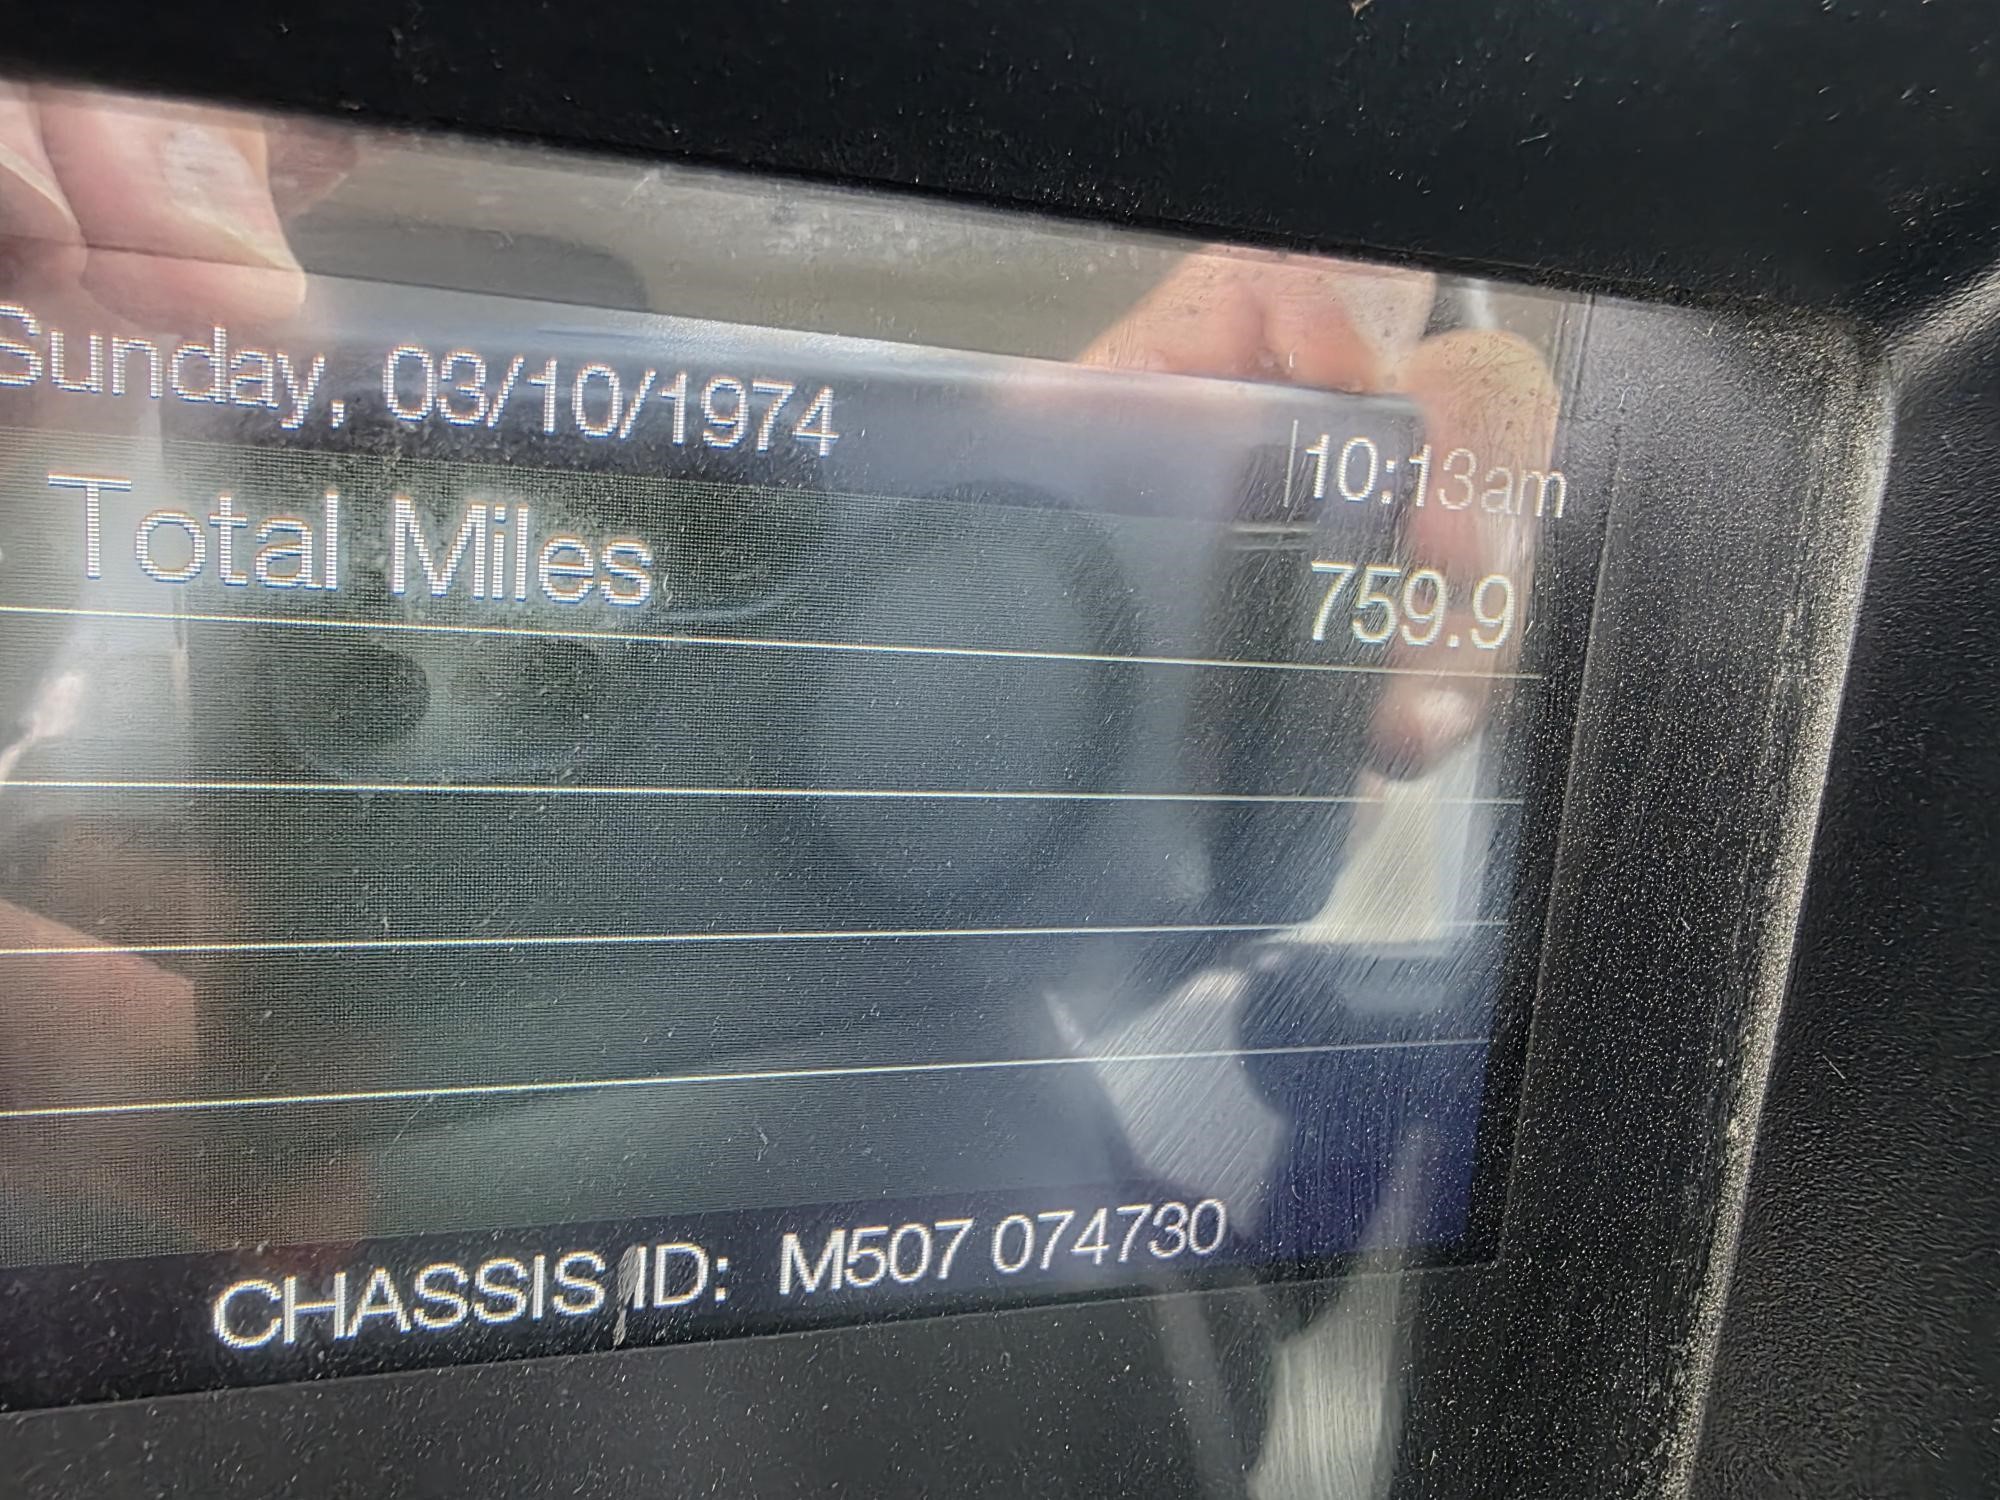 Sunday, 03/10/1974
10:13am
Total Miles 759.9
CHASSIS ID: M507 074730